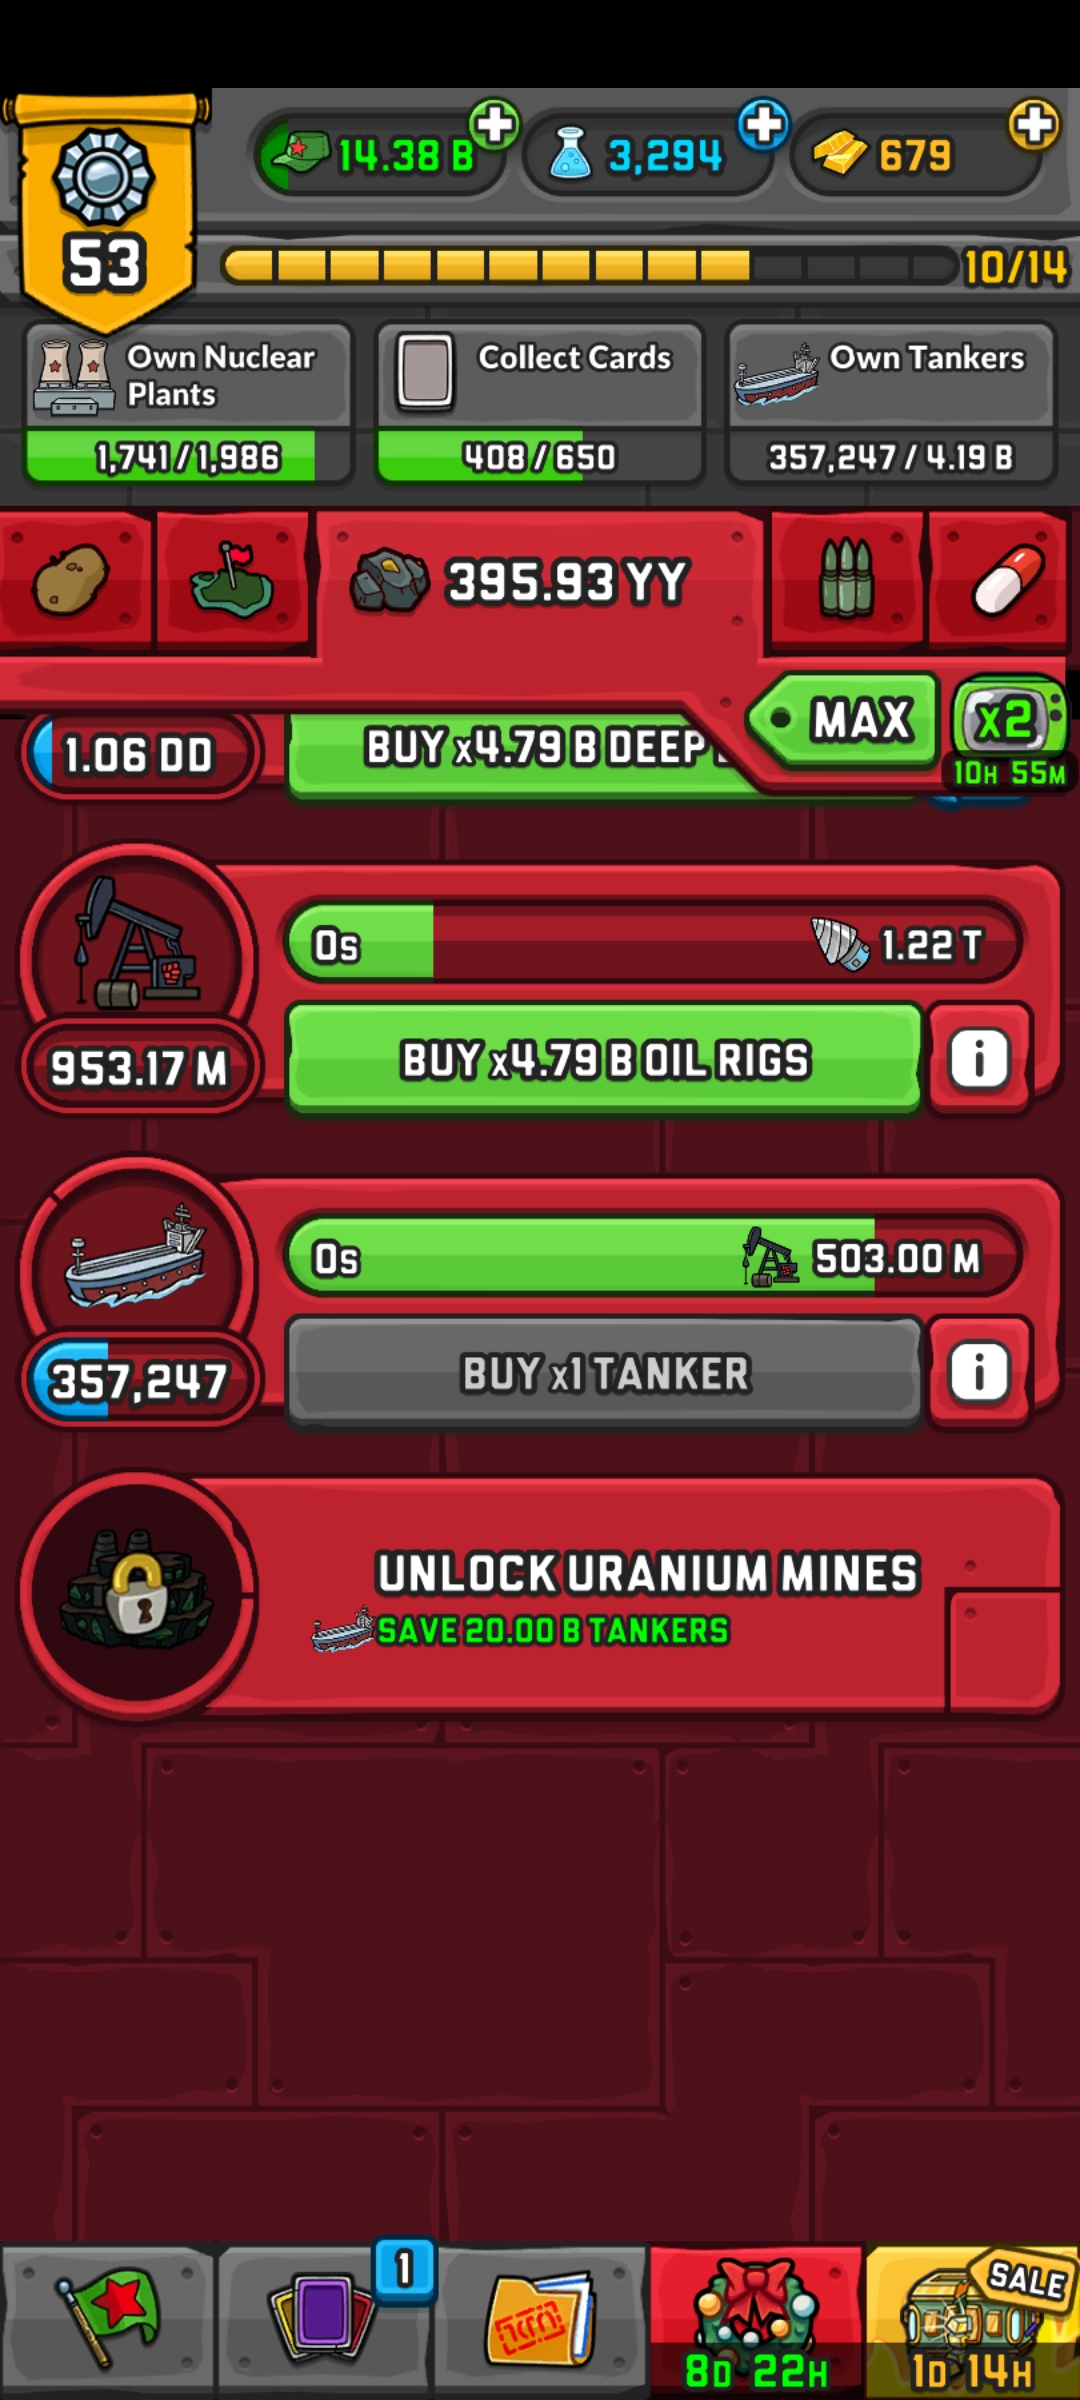 14.38 B
3,294
679
53
10/14
Own Nuclear
Plants
Collect Cards
Own Tankers
1,741/1,986
408/650
357,247/4.19 B
395.93 YY
MAX
x2
10H 55M
1.06 DD
BUY x4.79 B DEEP
0s
1.22 T
953.17 M
BUY x4.79 B OIL RIGS
i
0s
503.00 M
357,247
BUY x1 TANKER
i
UNLOCK URANIUM MINES
SAVE 20.00 B TANKERS
1
SALE
8D 22H
1D 14H